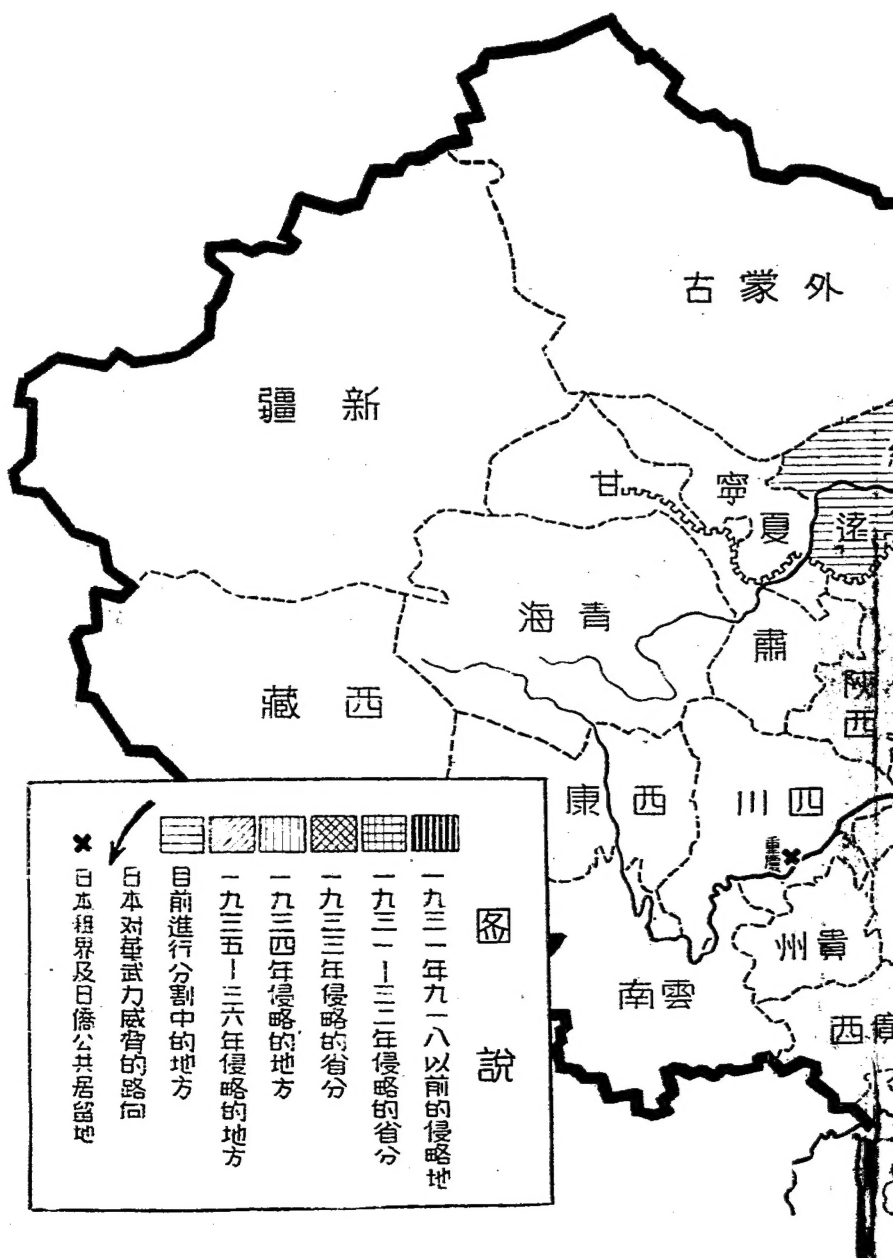 外蒙古
新疆
甘
寧
夏
遠
青海
肅
陝
西
西藏
西康
四川
重慶
貴州
雲南
廣西
图說
一九三一年九一八以前的侵略地
一九三一—三二年侵略的省分
一九三三年侵略的省分
一九三四年侵略的地方
一九三五—三六年侵略的地方
目前進行分割中的地方
日本对華武力威脅的路向
日本租界及日僑公共居留地